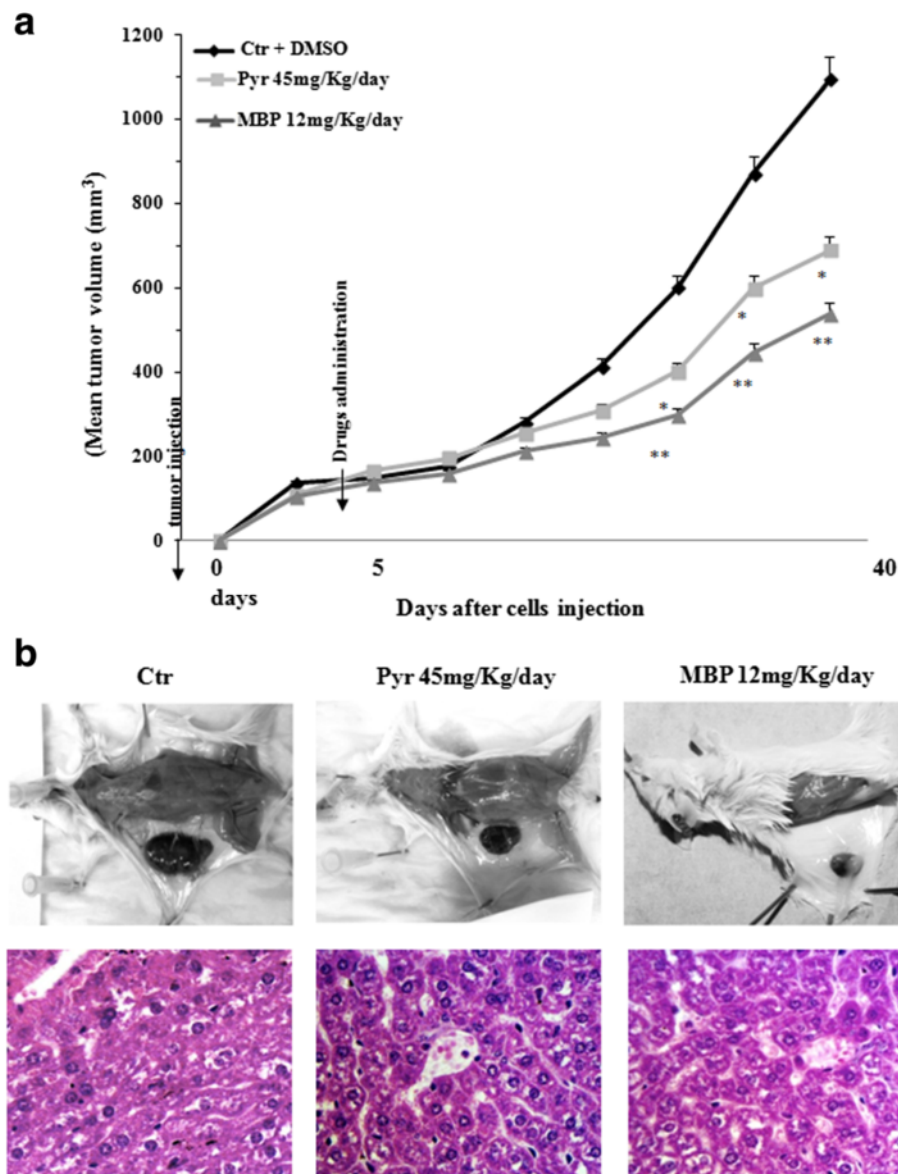 a
1200
1000
800
600
400
200
0
(Mean tumor volume (mm³)
Ctr + DMSO
Pyr 45mg/Kg/day
MBP 12mg/Kg/day
tumor injection
Drugs administration
*
*
*
**
**
**
0
5
40
days
Days after cells injection
b
Ctr
Pyr 45mg/Kg/day
MBP 12mg/Kg/day